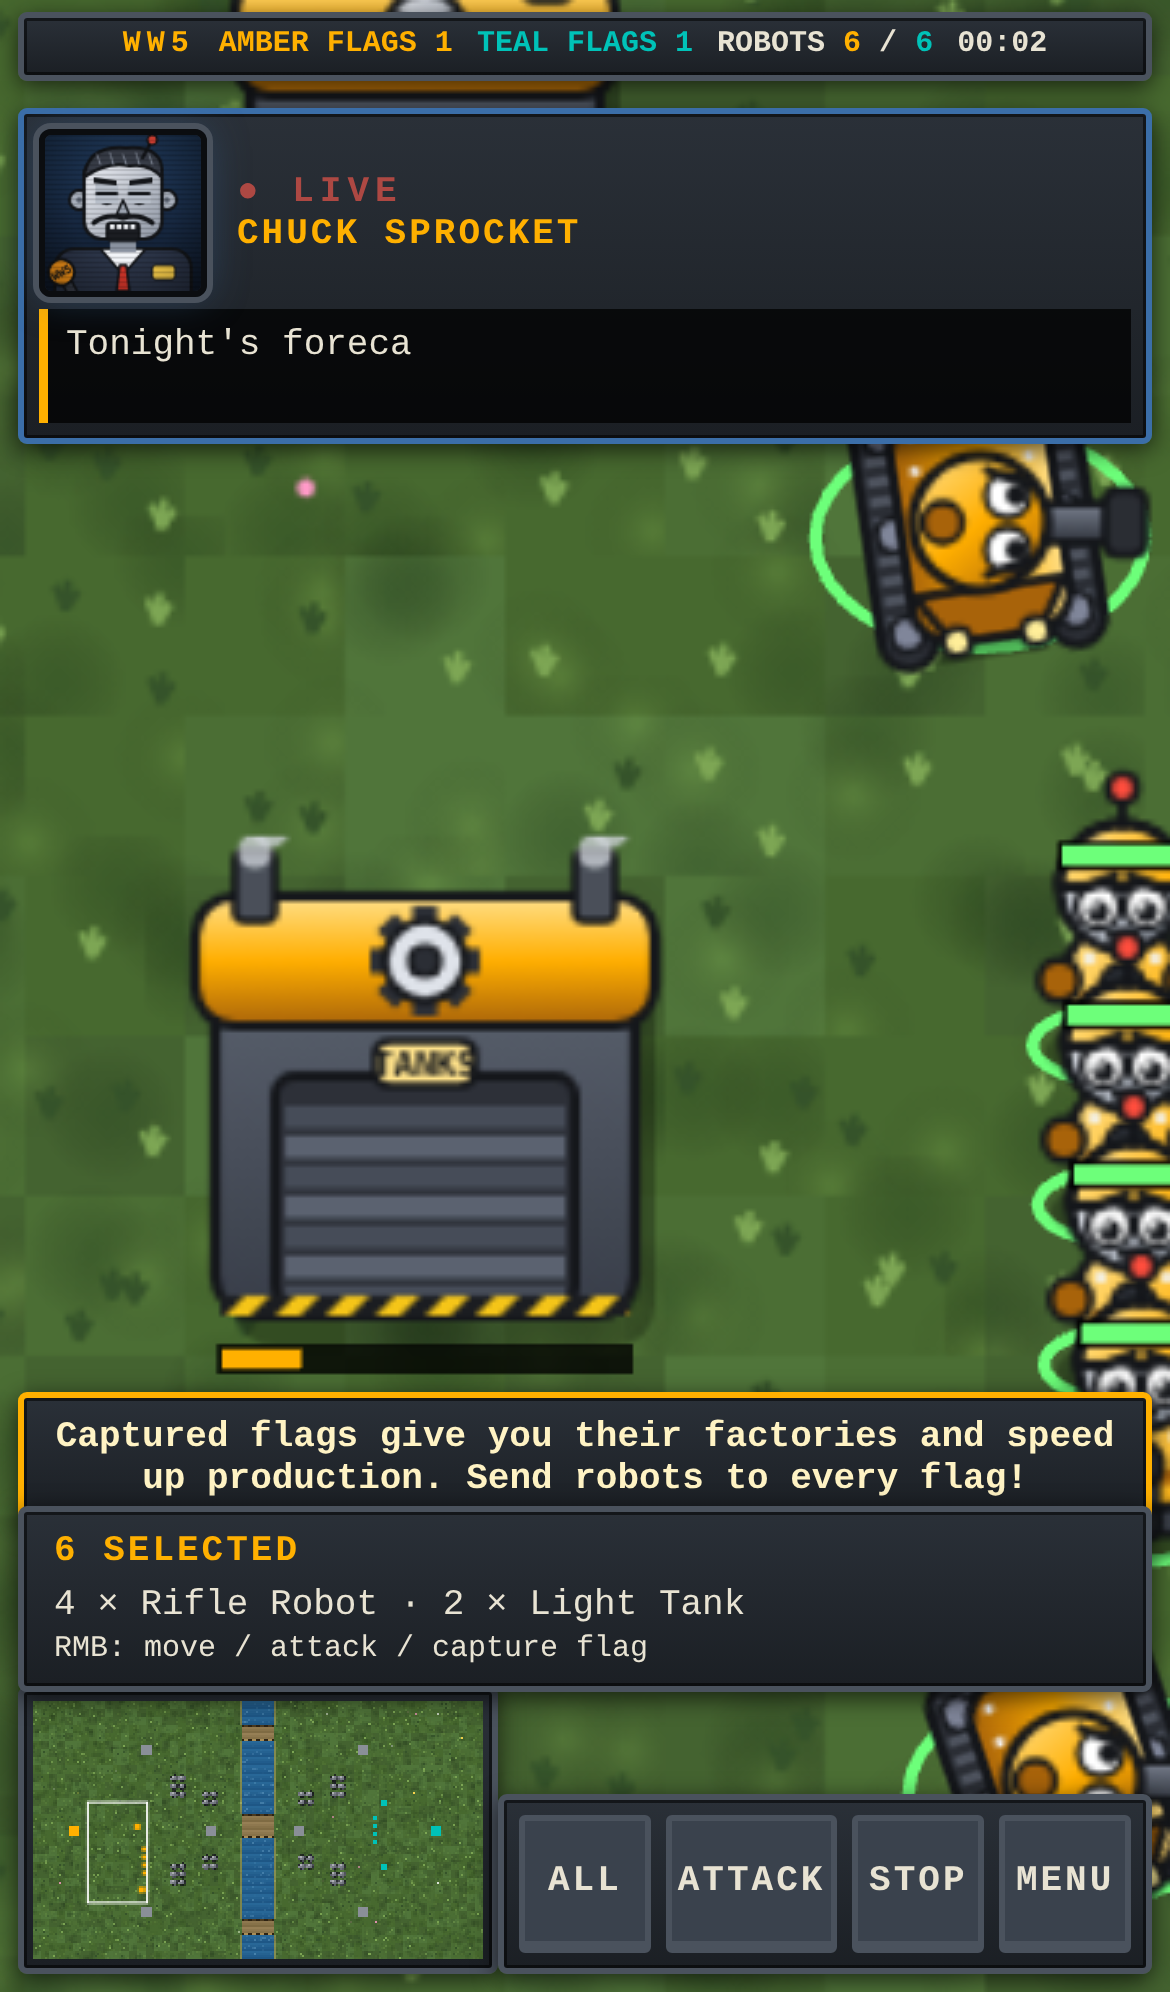 WW5 AMBER FLAGS 1 TEAL FLAGS 1 ROBOTS 6 / 6 00:02
● LIVE
CHUCK SPROCKET
WW5
Tonight's foreca
TANKS
Captured flags give you their factories and speed
up production. Send robots to every flag!
6 SELECTED
4 × Rifle Robot · 2 × Light Tank
RMB: move / attack / capture flag
ALL ATTACK STOP MENU